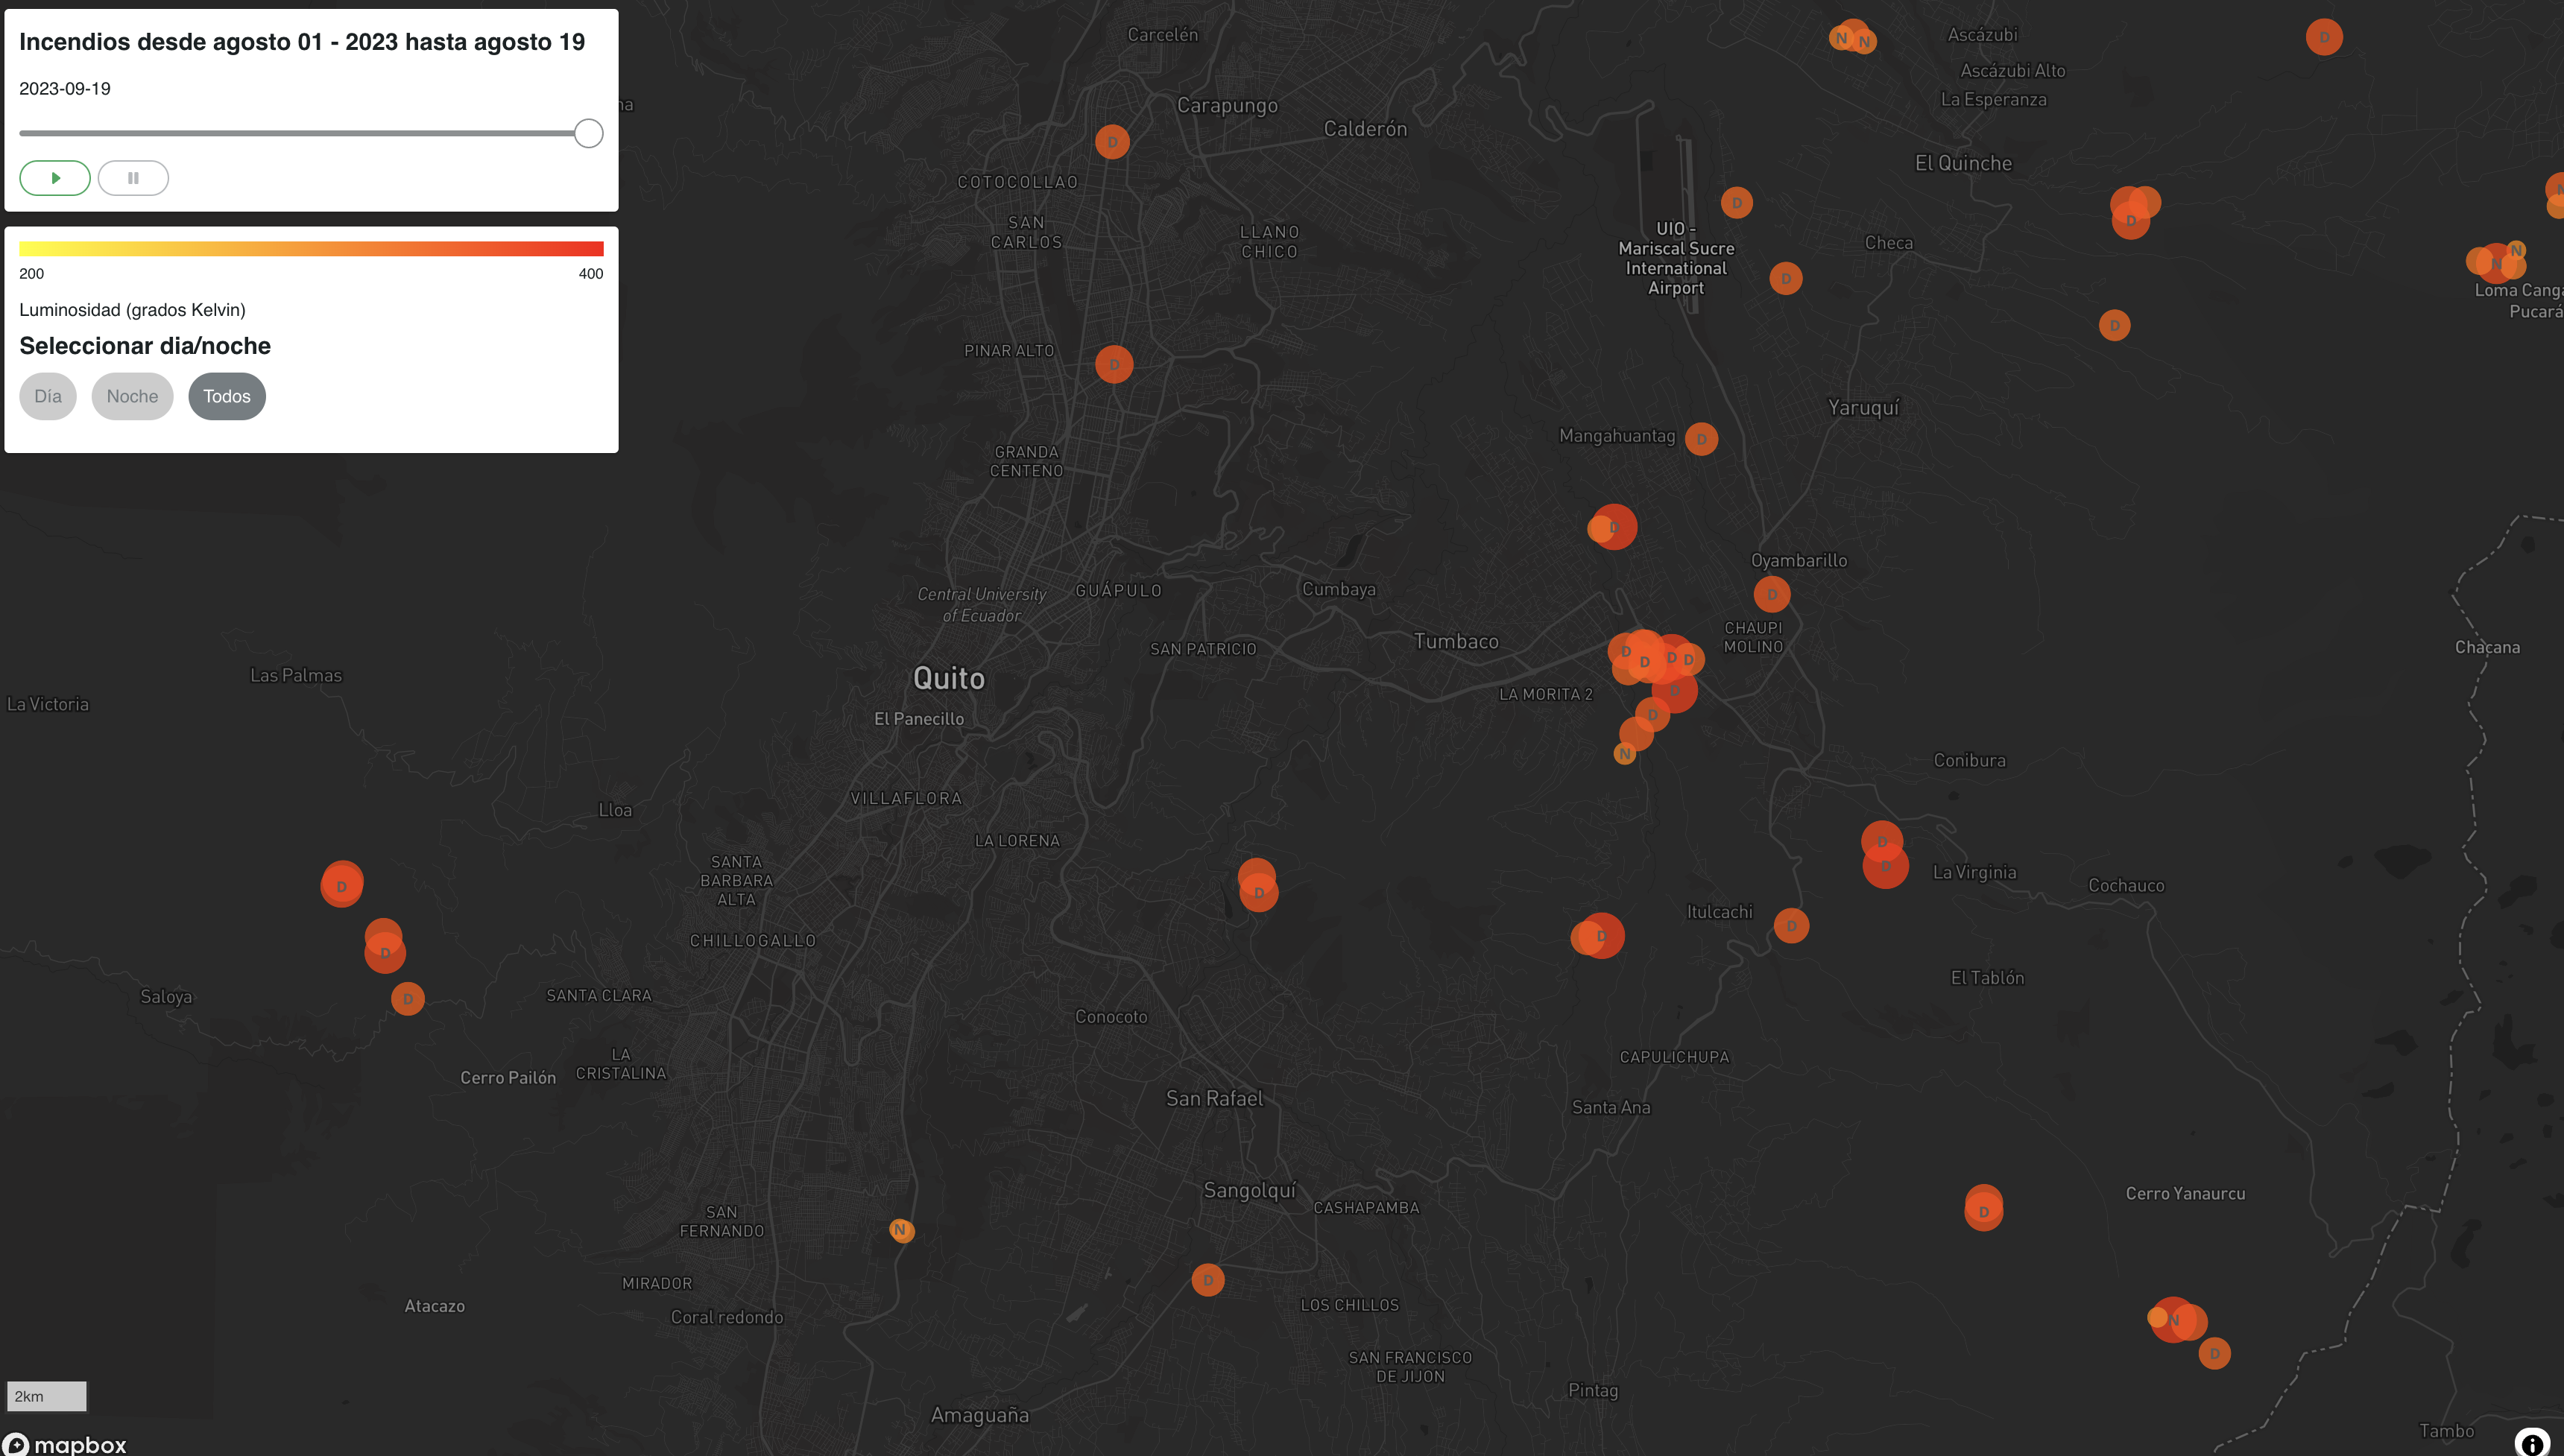 Incendios desde agosto 01 - 2023 hasta agosto 19
2023-09-19
200
400
Luminosidad (grados Kelvin)
Seleccionar dia/noche
Día
Noche
Todos
Carcelén
Carapungo
Calderón
COTOCOLLAO
SAN
CARLOS
LLANO
CHICO
PINAR ALTO
GRANDA
CENTENO
N
N
Ascázubi
Ascázubi Alto
La Esperanza
D
El Quinche
D
D
UIO -
Mariscal Sucre
International
Airport
Checa
D
D
N
N
Loma Canga
Pucará
D
D
Yaruquí
Mangahuantag
D
D
Oyambarillo
D
CHAUPI
MOLINO
Central University
of Ecuador
GUÁPULO
Cumbaya
SAN PATRICIO
Tumbaco
D
D
D
D
D
D
N
LA MORITA 2
Chacana
Quito
El Panecillo
Las Palmas
La Victoria
Conibura
VILLAFLORA
Lloa
LA LORENA
D
D
La Virginia
Cochauco
SANTA
BARBARA
ALTA
D
D
D
D
Itulcachi
D
D
CHILLOGALLO
El Tablón
Saloya
SANTA CLARA
Conocoto
LA
CRISTALINA
Cerro Pailón
CAPULICHUPA
San Rafael
Santa Ana
Sangolquí
CASHAPAMBA
Cerro Yanaurcu
D
SAN
FERNANDO
N
MIRADOR
D
Atacazo
Coral redondo
LOS CHILLOS
N
D
SAN FRANCISCO
DE JIJON
Pintag
2km
Amaguaña
Tambo
mapbox